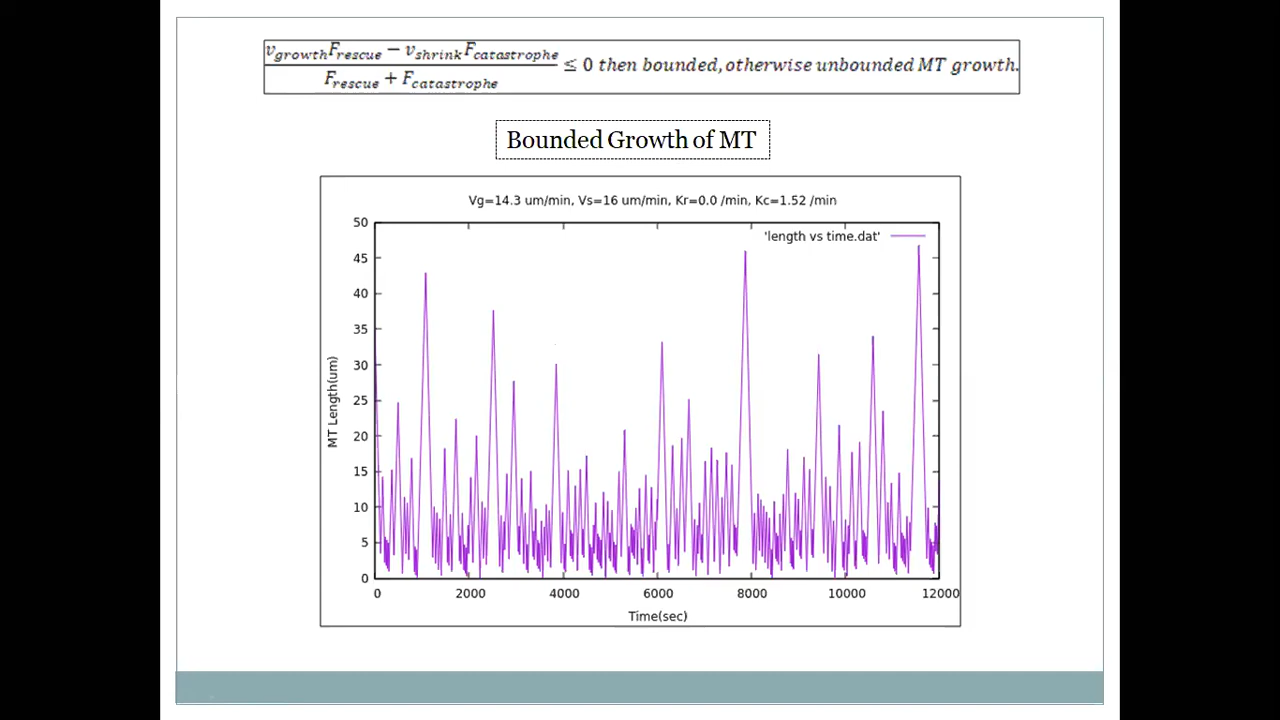 v_growth F_rescue − v_shrink F_catastrophe
F_rescue + F_catastrophe
≤ 0 then bounded, otherwise unbounded MT growth.
Bounded Growth of MT
Vg=14.3 um/min, Vs=16 um/min, Kr=0.0 /min, Kc=1.52 /min
'length vs time.dat'
50
45
40
35
30
25
20
15
10
5
0
MT Length(um)
0 2000 4000 6000 8000 10000 12000
Time(sec)